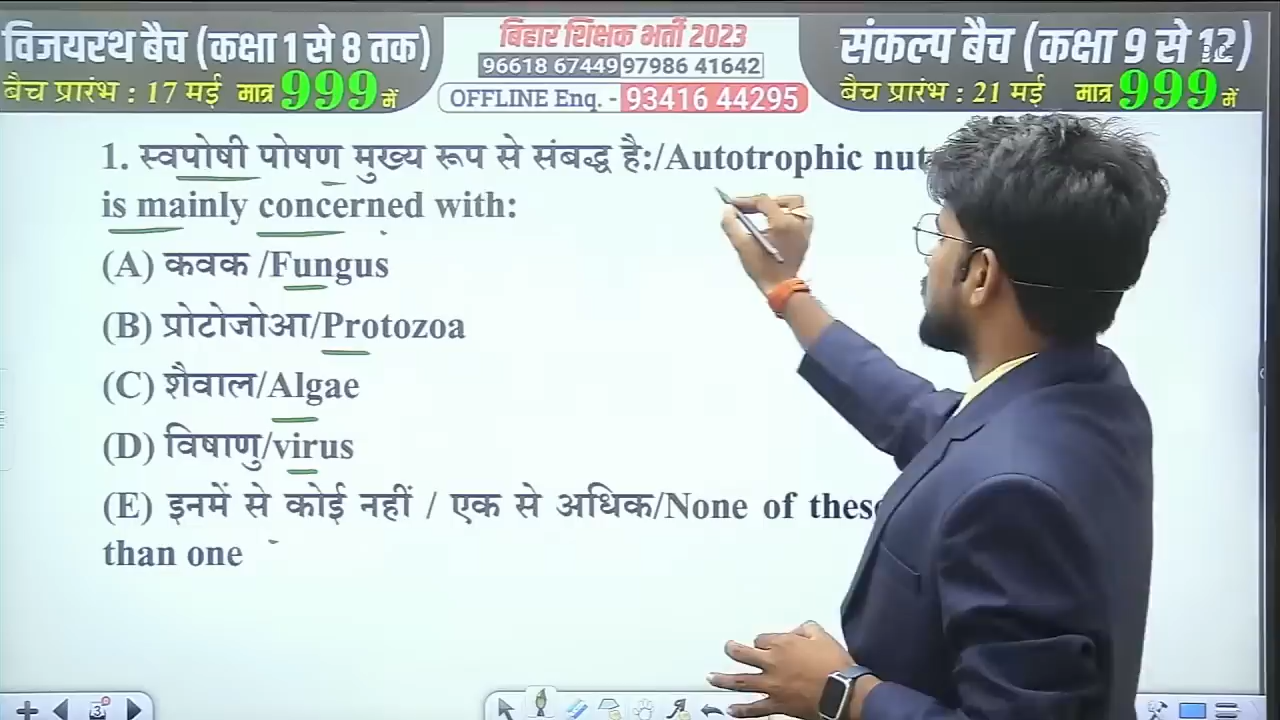 विजयरथ बैच (कक्षा 1 से 8 तक)
बैच प्रारंभ : 17 मई मात्र 999 में
बिहार शिक्षक भर्ती 2023
96618 67449 97986 41642
OFFLINE Enq. - 93416 44295
संकल्प बैच (कक्षा 9 से 12)
बैच प्रारंभ : 21 मई मात्र 999 में
1. स्वपोषी पोषण मुख्य रूप से संबद्ध है:/Autotrophic
is mainly concerned with:
(A) कवक /Fungus
(B) प्रोटोजोआ/Protozoa
(C) शैवाल/Algae
(D) विषाणु/virus
(E) इनमें से कोई नहीं / एक से अधिक/None of
than one
3